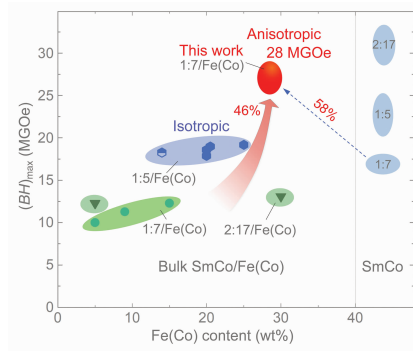 Anisotropic
This work 28 MGOe
1:7/Fe(Co)
2:17
46%
58%
1:5
Isotropic
1:7
1:5/Fe(Co)
1:7/Fe(Co)
2:17/Fe(Co)
Bulk SmCo/Fe(Co)
SmCo
(BH)max (MGOe)
30
25
20
15
10
5
0
0 10 20 30 40
Fe(Co) content (wt%)